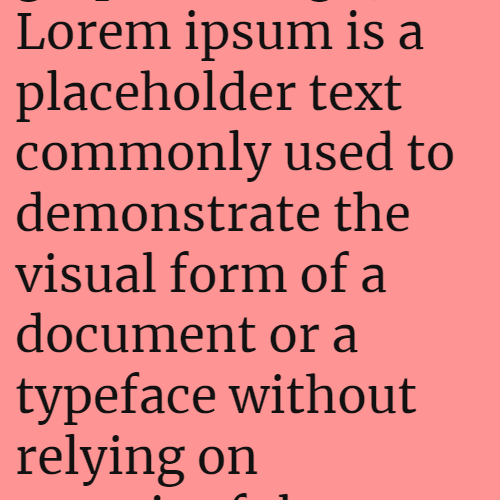 Lorem ipsum is a
placeholder text
commonly used to
demonstrate the
visual form of a
document or a
typeface without
relying on